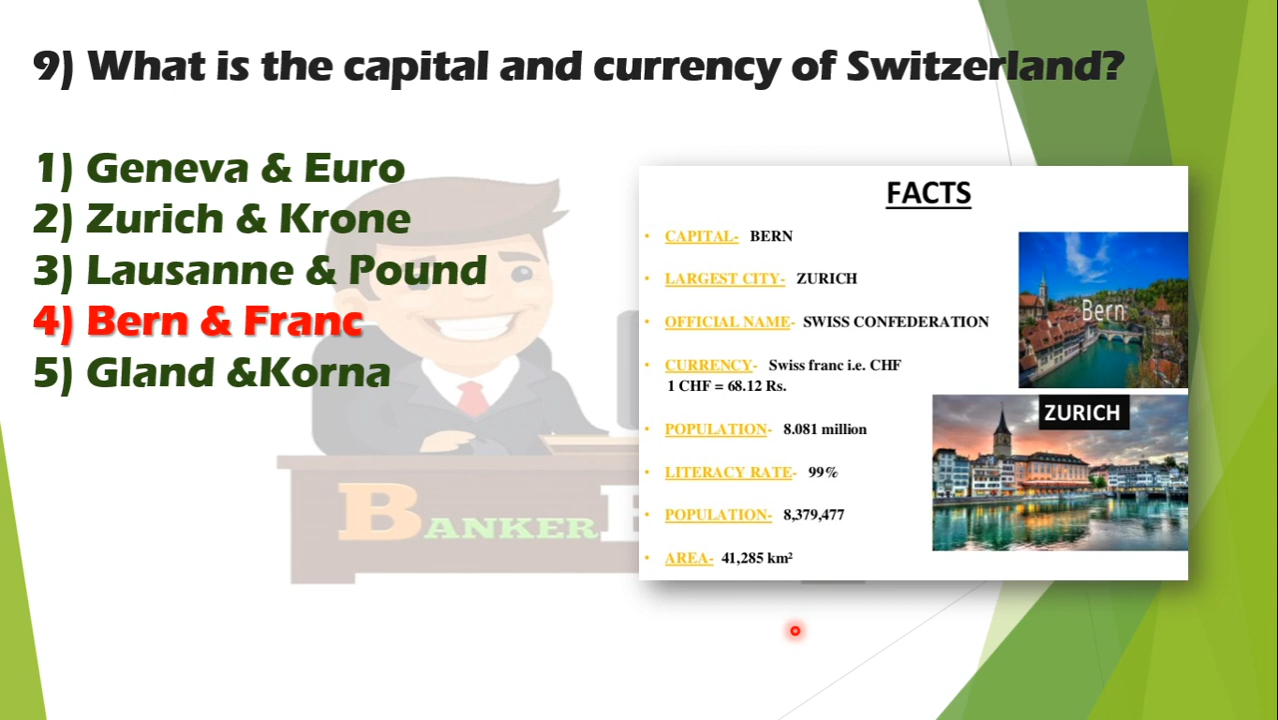 9) What is the capital and currency of Switzerland?
1) Geneva & Euro
2) Zurich & Krone
3) Lausanne & Pound
4) Bern & Franc
5) Gland &Korna
BANKER
FACTS
• CAPITAL- BERN
• LARGEST CITY- ZURICH
• OFFICIAL NAME- SWISS CONFEDERATION
• CURRENCY- Swiss franc i.e. CHF
1 CHF = 68.12 Rs.
• POPULATION- 8.081 million
• LITERACY RATE- 99%
• POPULATION- 8,379,477
• AREA- 41,285 km²
Bern
ZURICH